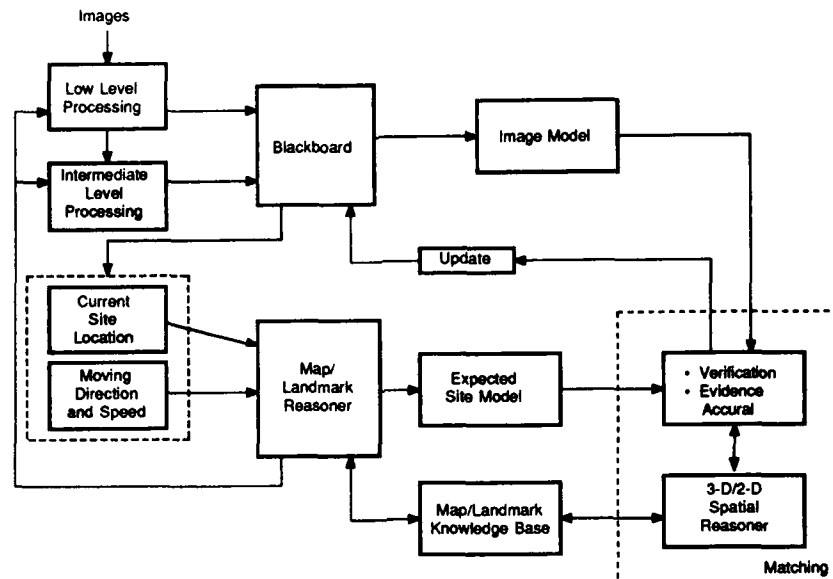 Images
Low Level
Processing
Intermediate
Level
Processing
Blackboard
Image Model
Update
Current
Site
Location
Moving
Direction
and Speed
Map/
Landmark
Reasoner
Expected
Site Model
• Verification
• Evidence
Accural
Map/Landmark
Knowledge Base
3-D/2-D
Spatial
Reasoner
Matching